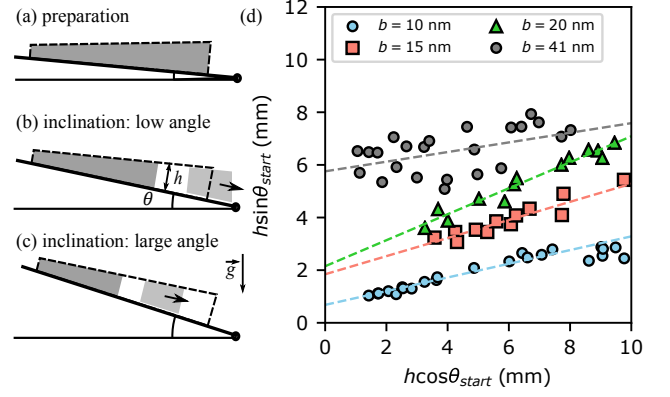 (a) preparation
(b) inclination: low angle
h
θ
(c) inclination: large angle
g⃗
(d)
b = 10 nm
b = 15 nm
b = 20 nm
b = 41 nm
12
10
8
6
4
2
0
hsinθstart (mm)
0 2 4 6 8 10
hcosθstart (mm)